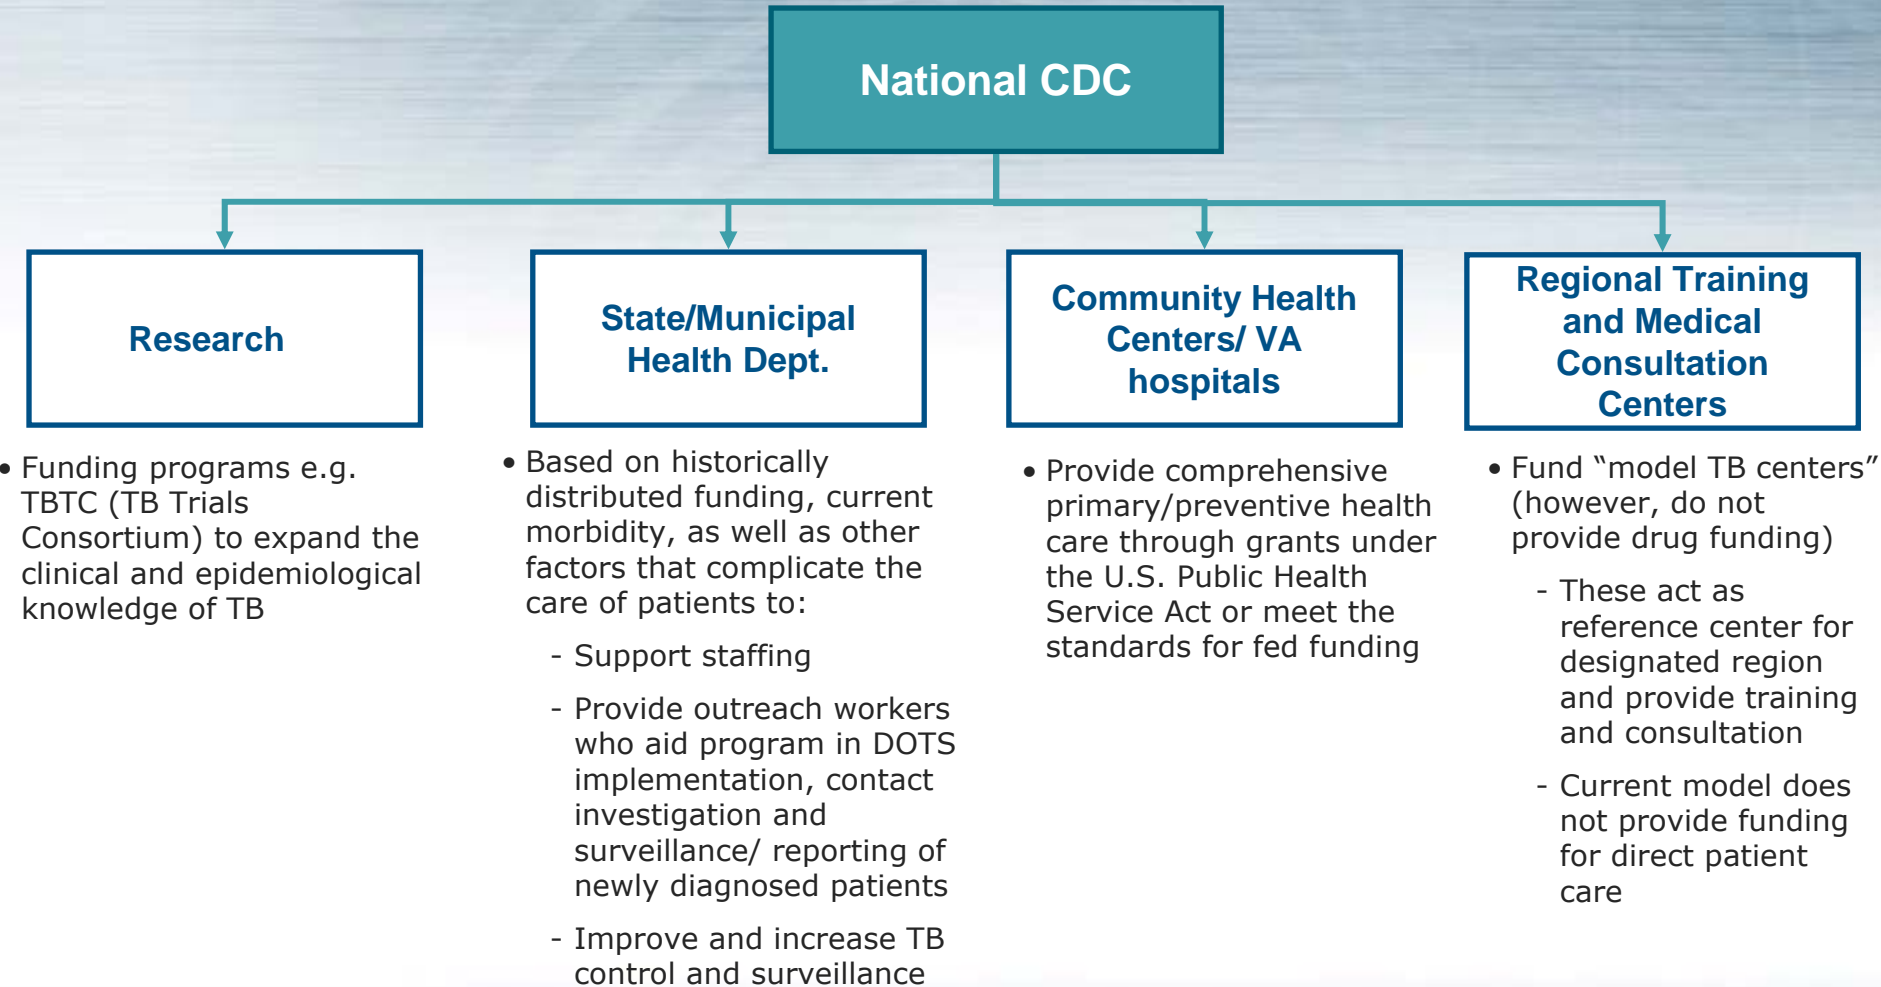 National CDC
Research
• Funding programs e.g.
TBTC (TB Trials
Consortium) to expand the
clinical and epidemiological
knowledge of TB
State/Municipal
Health Dept.
• Based on historically
distributed funding, current
morbidity, as well as other
factors that complicate the
care of patients to:
- Support staffing
- Provide outreach workers
who aid program in DOTS
implementation, contact
investigation and
surveillance/ reporting of
newly diagnosed patients
- Improve and increase TB
control and surveillance
Community Health
Centers/ VA
hospitals
• Provide comprehensive
primary/preventive health
care through grants under
the U.S. Public Health
Service Act or meet the
standards for fed funding
Regional Training
and Medical
Consultation
Centers
• Fund “model TB centers”
(however, do not
provide drug funding)
- These act as
reference center for
designated region
and provide training
and consultation
- Current model does
not provide funding
for direct patient
care